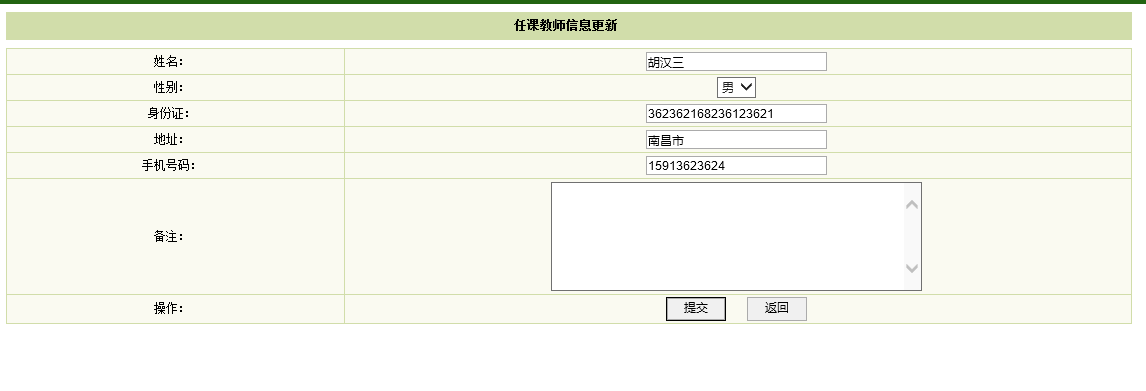 任课教师信息更新
姓名： 胡汉三
性别： 男
身份证： 362362168236123621
地址： 南昌市
手机号码： 15913623624
备注：
操作： 提交 返回